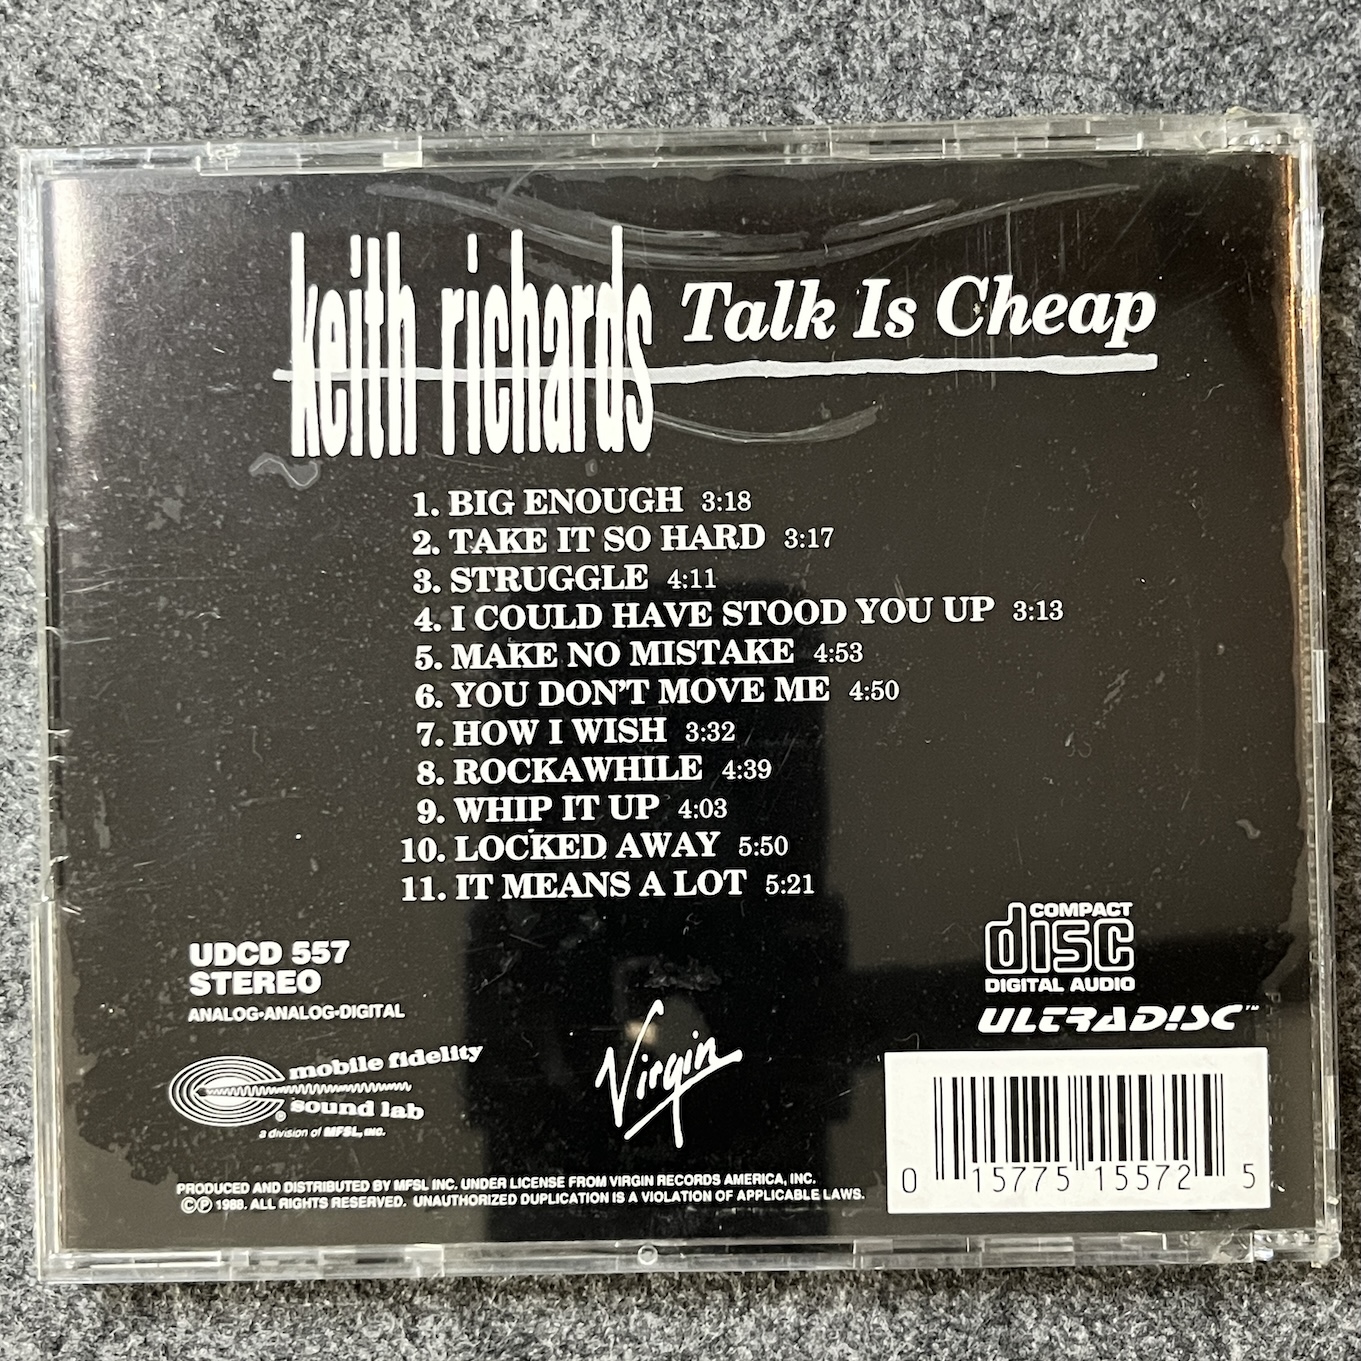 keith richards Talk Is Cheap
1. BIG ENOUGH 3:18
2. TAKE IT SO HARD 3:17
3. STRUGGLE 4:11
4. I COULD HAVE STOOD YOU UP 3:13
5. MAKE NO MISTAKE 4:53
6. YOU DON'T MOVE ME 4:50
7. HOW I WISH 3:32
8. ROCKAWHILE 4:39
9. WHIP IT UP 4:03
10. LOCKED AWAY 5:50
11. IT MEANS A LOT 5:21
UDCD 557
STEREO
ANALOG•ANALOG•DIGITAL
mobile fidelity
sound lab
a division of MFSL, INC.
Virgin
COMPACT
disc
DIGITAL AUDIO
ULTRADISC™
PRODUCED AND DISTRIBUTED BY MFSL INC. UNDER LICENSE FROM VIRGIN RECORDS AMERICA, INC.
©℗ 1988. ALL RIGHTS RESERVED. UNAUTHORIZED DUPLICATION IS A VIOLATION OF APPLICABLE LAWS.
0 15775 15572 5